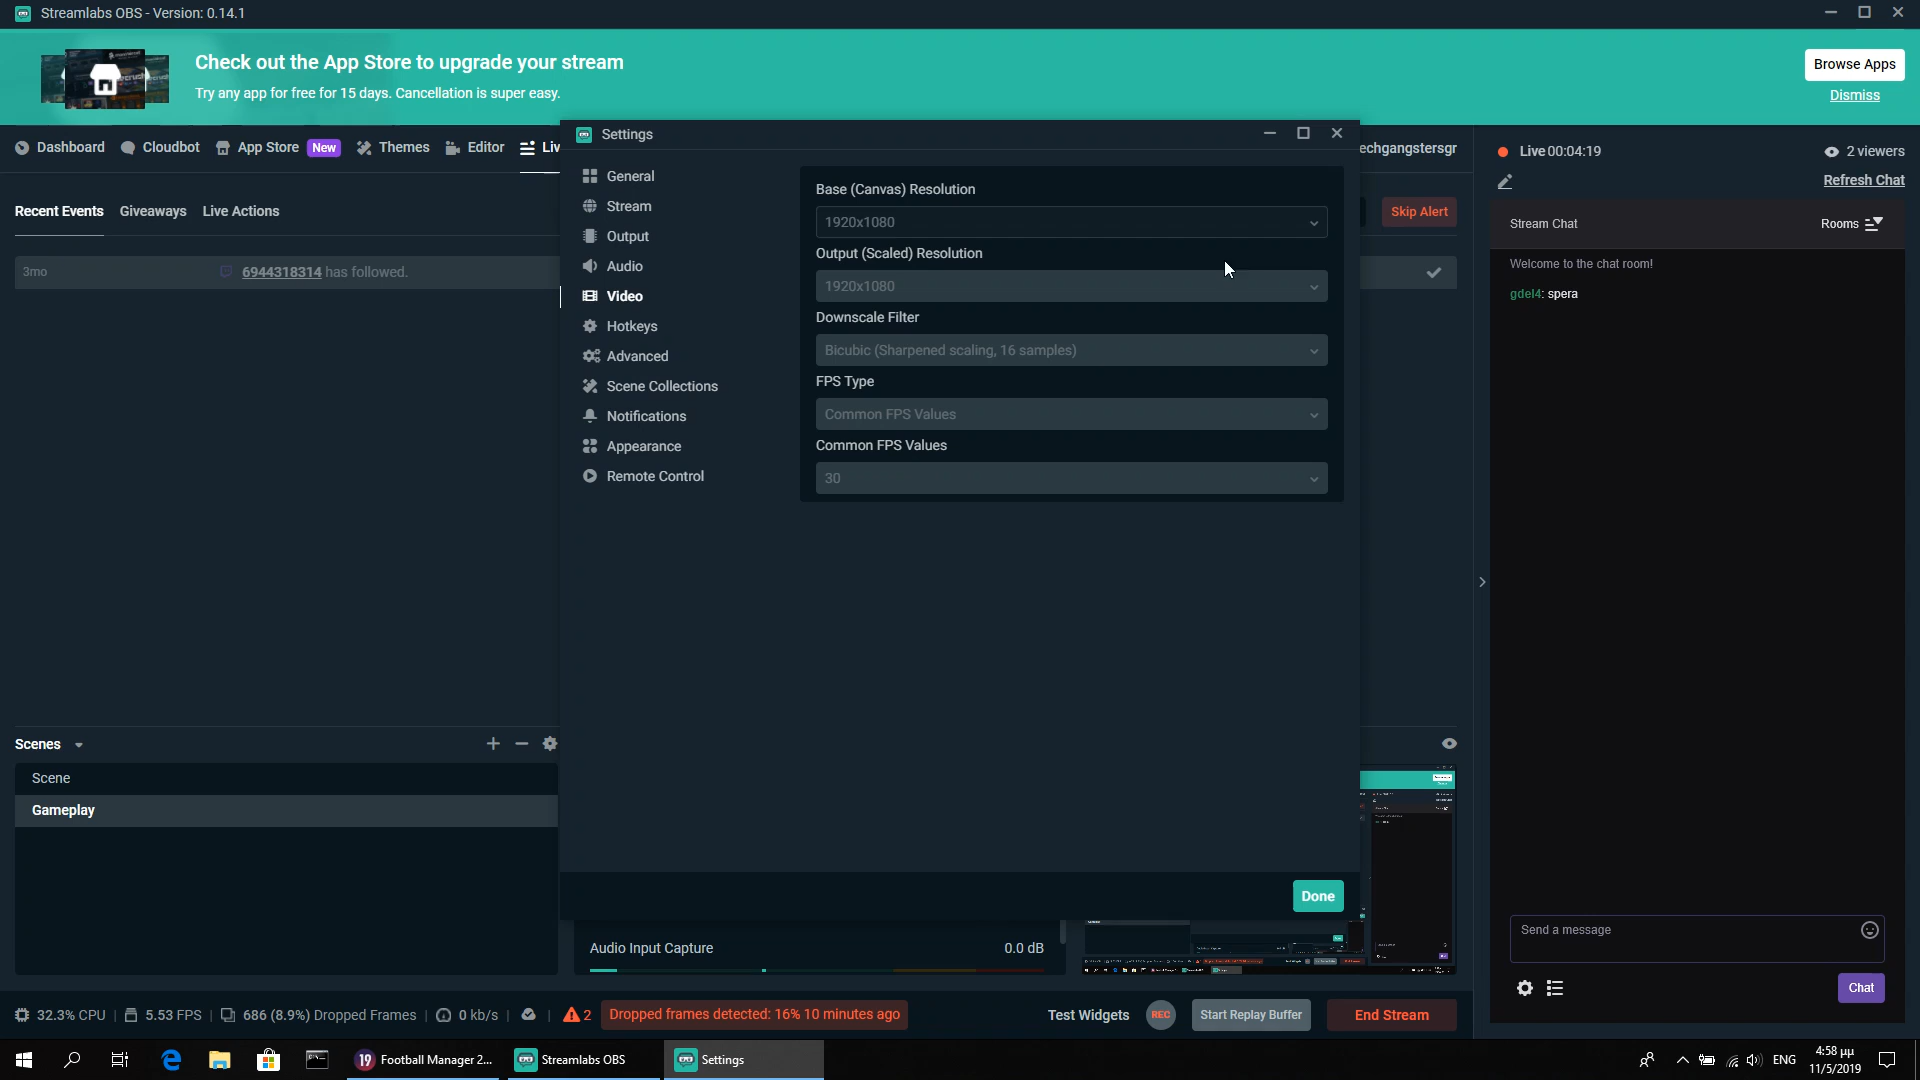 Streamlabs OBS - Version: 0.14.1
Check out the App Store to upgrade your stream
Try any app for free for 15 days. Cancellation is super easy.
Browse Apps
Dismiss
Dashboard Cloudbot App Store New Themes Editor Liv
echgangstersgr
Settings
Live 00:04:19 2 viewers
Refresh Chat
Recent Events Giveaways Live Actions
Skip Alert
3mo 6944318314 has followed.
General
Stream
Output
Audio
Video
Hotkeys
Advanced
Scene Collections
Notifications
Appearance
Remote Control
Base (Canvas) Resolution
1920x1080
Output (Scaled) Resolution
1920x1080
Downscale Filter
Bicubic (Sharpened scaling, 16 samples)
FPS Type
Common FPS Values
Common FPS Values
30
Done
Stream Chat Rooms
Welcome to the chat room!
gdel4: spera
Send a message
Chat
Scenes
Scene
Gameplay
Audio Input Capture 0.0 dB
32.3% CPU 5.53 FPS 686 (8.9%) Dropped Frames 0 kb/s 2 Dropped frames detected: 16% 10 minutes ago
Test Widgets REC Start Replay Buffer End Stream
19 Football Manager 2... Streamlabs OBS Settings
ENG 4:58 μμ
11/5/2019